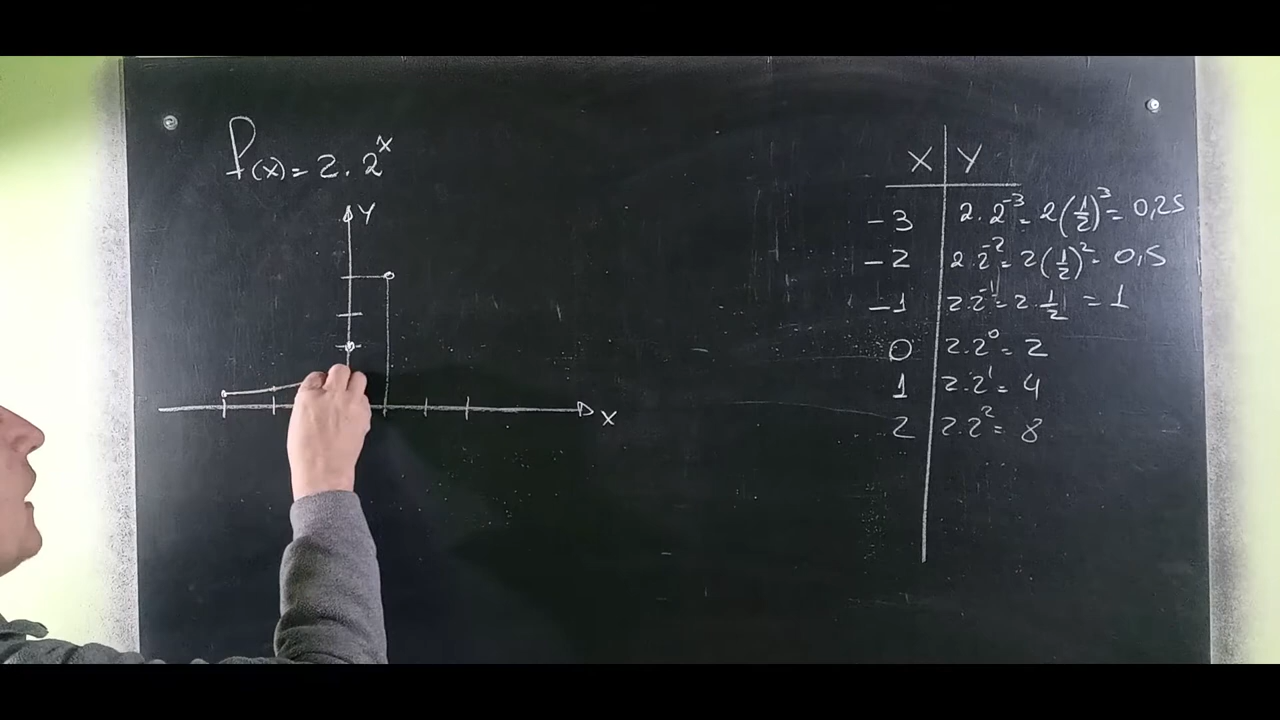 f(x) = 2 . 2^x
Y
X
X | Y
-3 | 2 . 2^-3 = 2(1/2)^3 = 0,25
-2 | 2 . 2^-2 = 2(1/2)^2 = 0,5
-1 | 2 . 2^-1 = 2 . 1/2 = 1
0 | 2 . 2^0 = 2
1 | 2 . 2^1 = 4
2 | 2 . 2^2 = 8